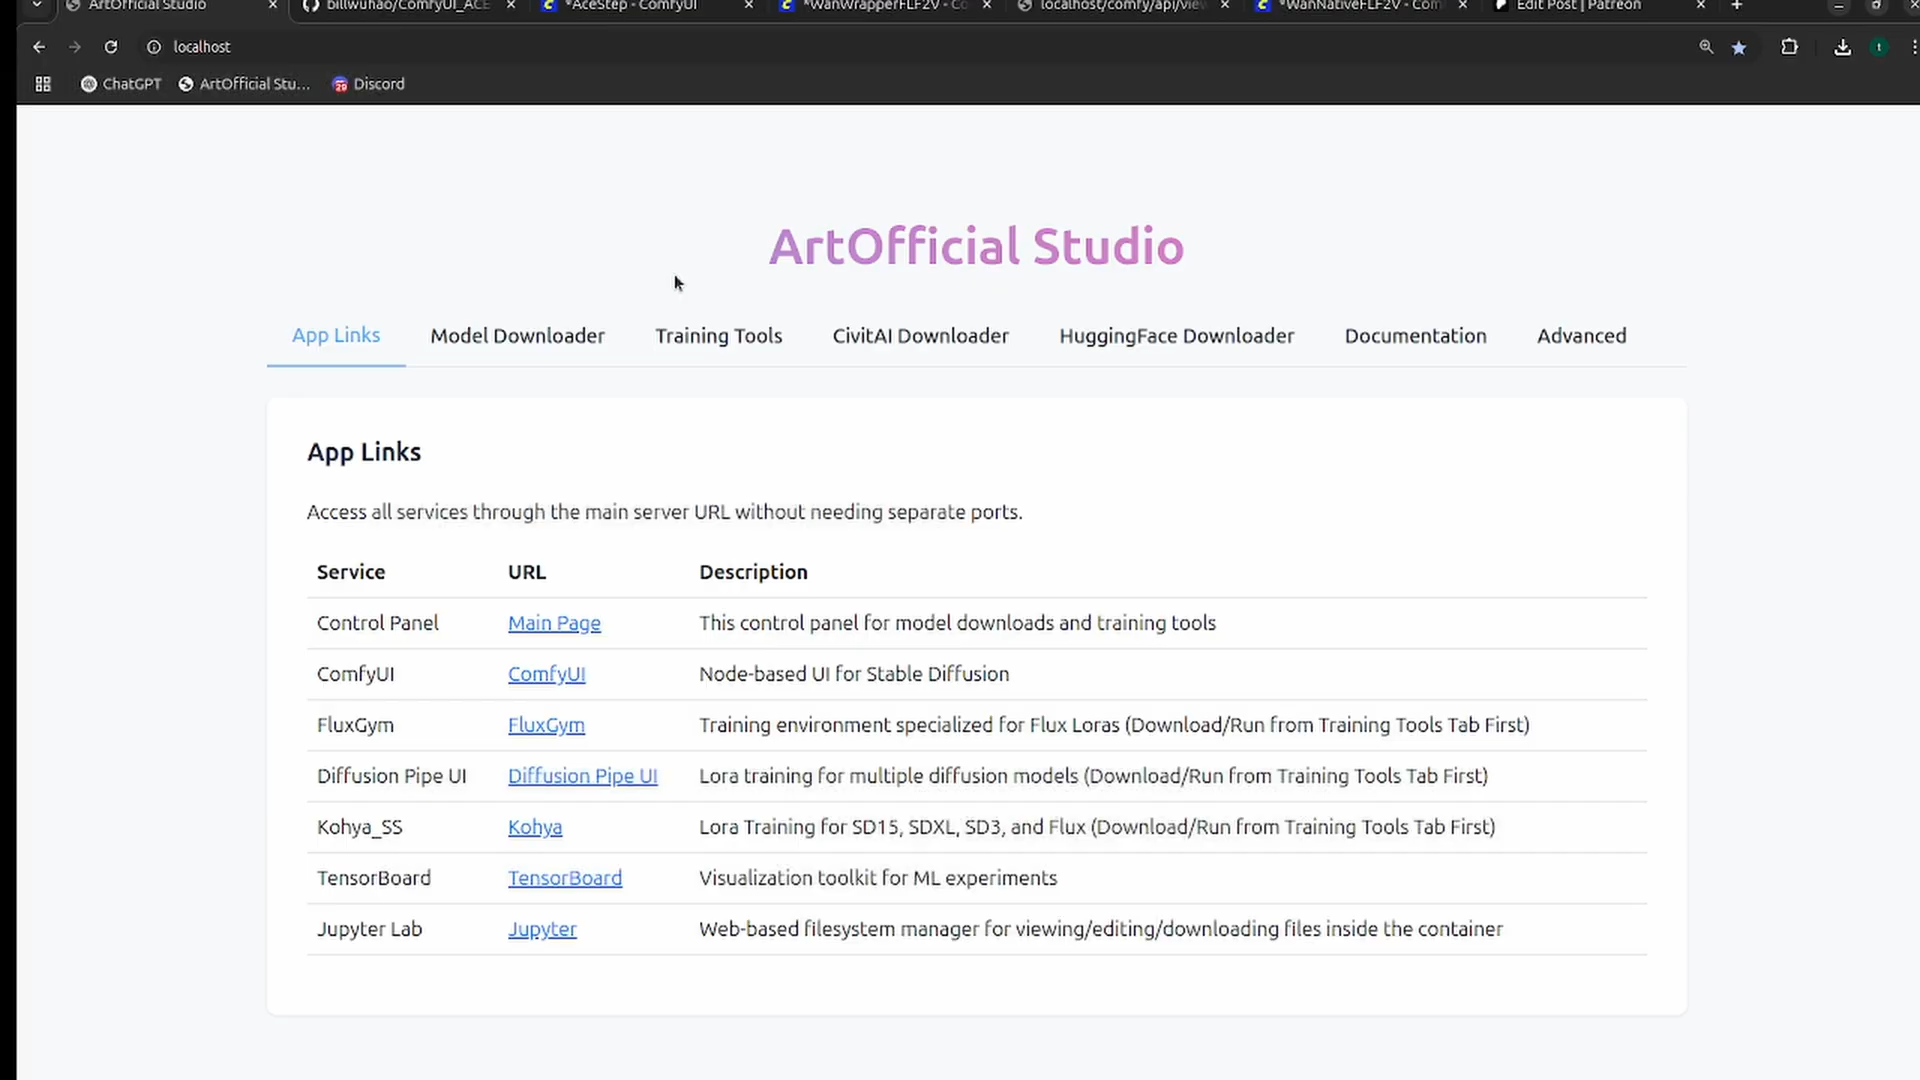 ArtOfficial Studio
billwuhao/ComfyUI_ACE
*AceStep - ComfyUI
*WanWrapperFLF2V - Co
localhost/comfy/api/view
*WanNativeFLF2V - Com
Edit Post | Patreon
localhost
t
ChatGPT
ArtOfficial Stu...
29
Discord
ArtOfficial Studio
App Links
Model Downloader
Training Tools
CivitAI Downloader
HuggingFace Downloader
Documentation
Advanced
App Links
Access all services through the main server URL without needing separate ports.
Service URL Description
Control Panel Main Page This control panel for model downloads and training tools
ComfyUI ComfyUI Node-based UI for Stable Diffusion
FluxGym FluxGym Training environment specialized for Flux Loras (Download/Run from Training Tools Tab First)
Diffusion Pipe UI Diffusion Pipe UI Lora training for multiple diffusion models (Download/Run from Training Tools Tab First)
Kohya_SS Kohya Lora Training for SD15, SDXL, SD3, and Flux (Download/Run from Training Tools Tab First)
TensorBoard TensorBoard Visualization toolkit for ML experiments
Jupyter Lab Jupyter Web-based filesystem manager for viewing/editing/downloading files inside the container